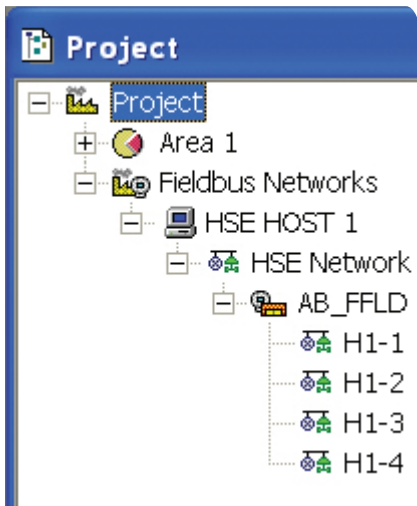 Project
Project
Area 1
Fieldbus Networks
HSE HOST 1
HSE Network
AB_FFLD
H1-1
H1-2
H1-3
H1-4